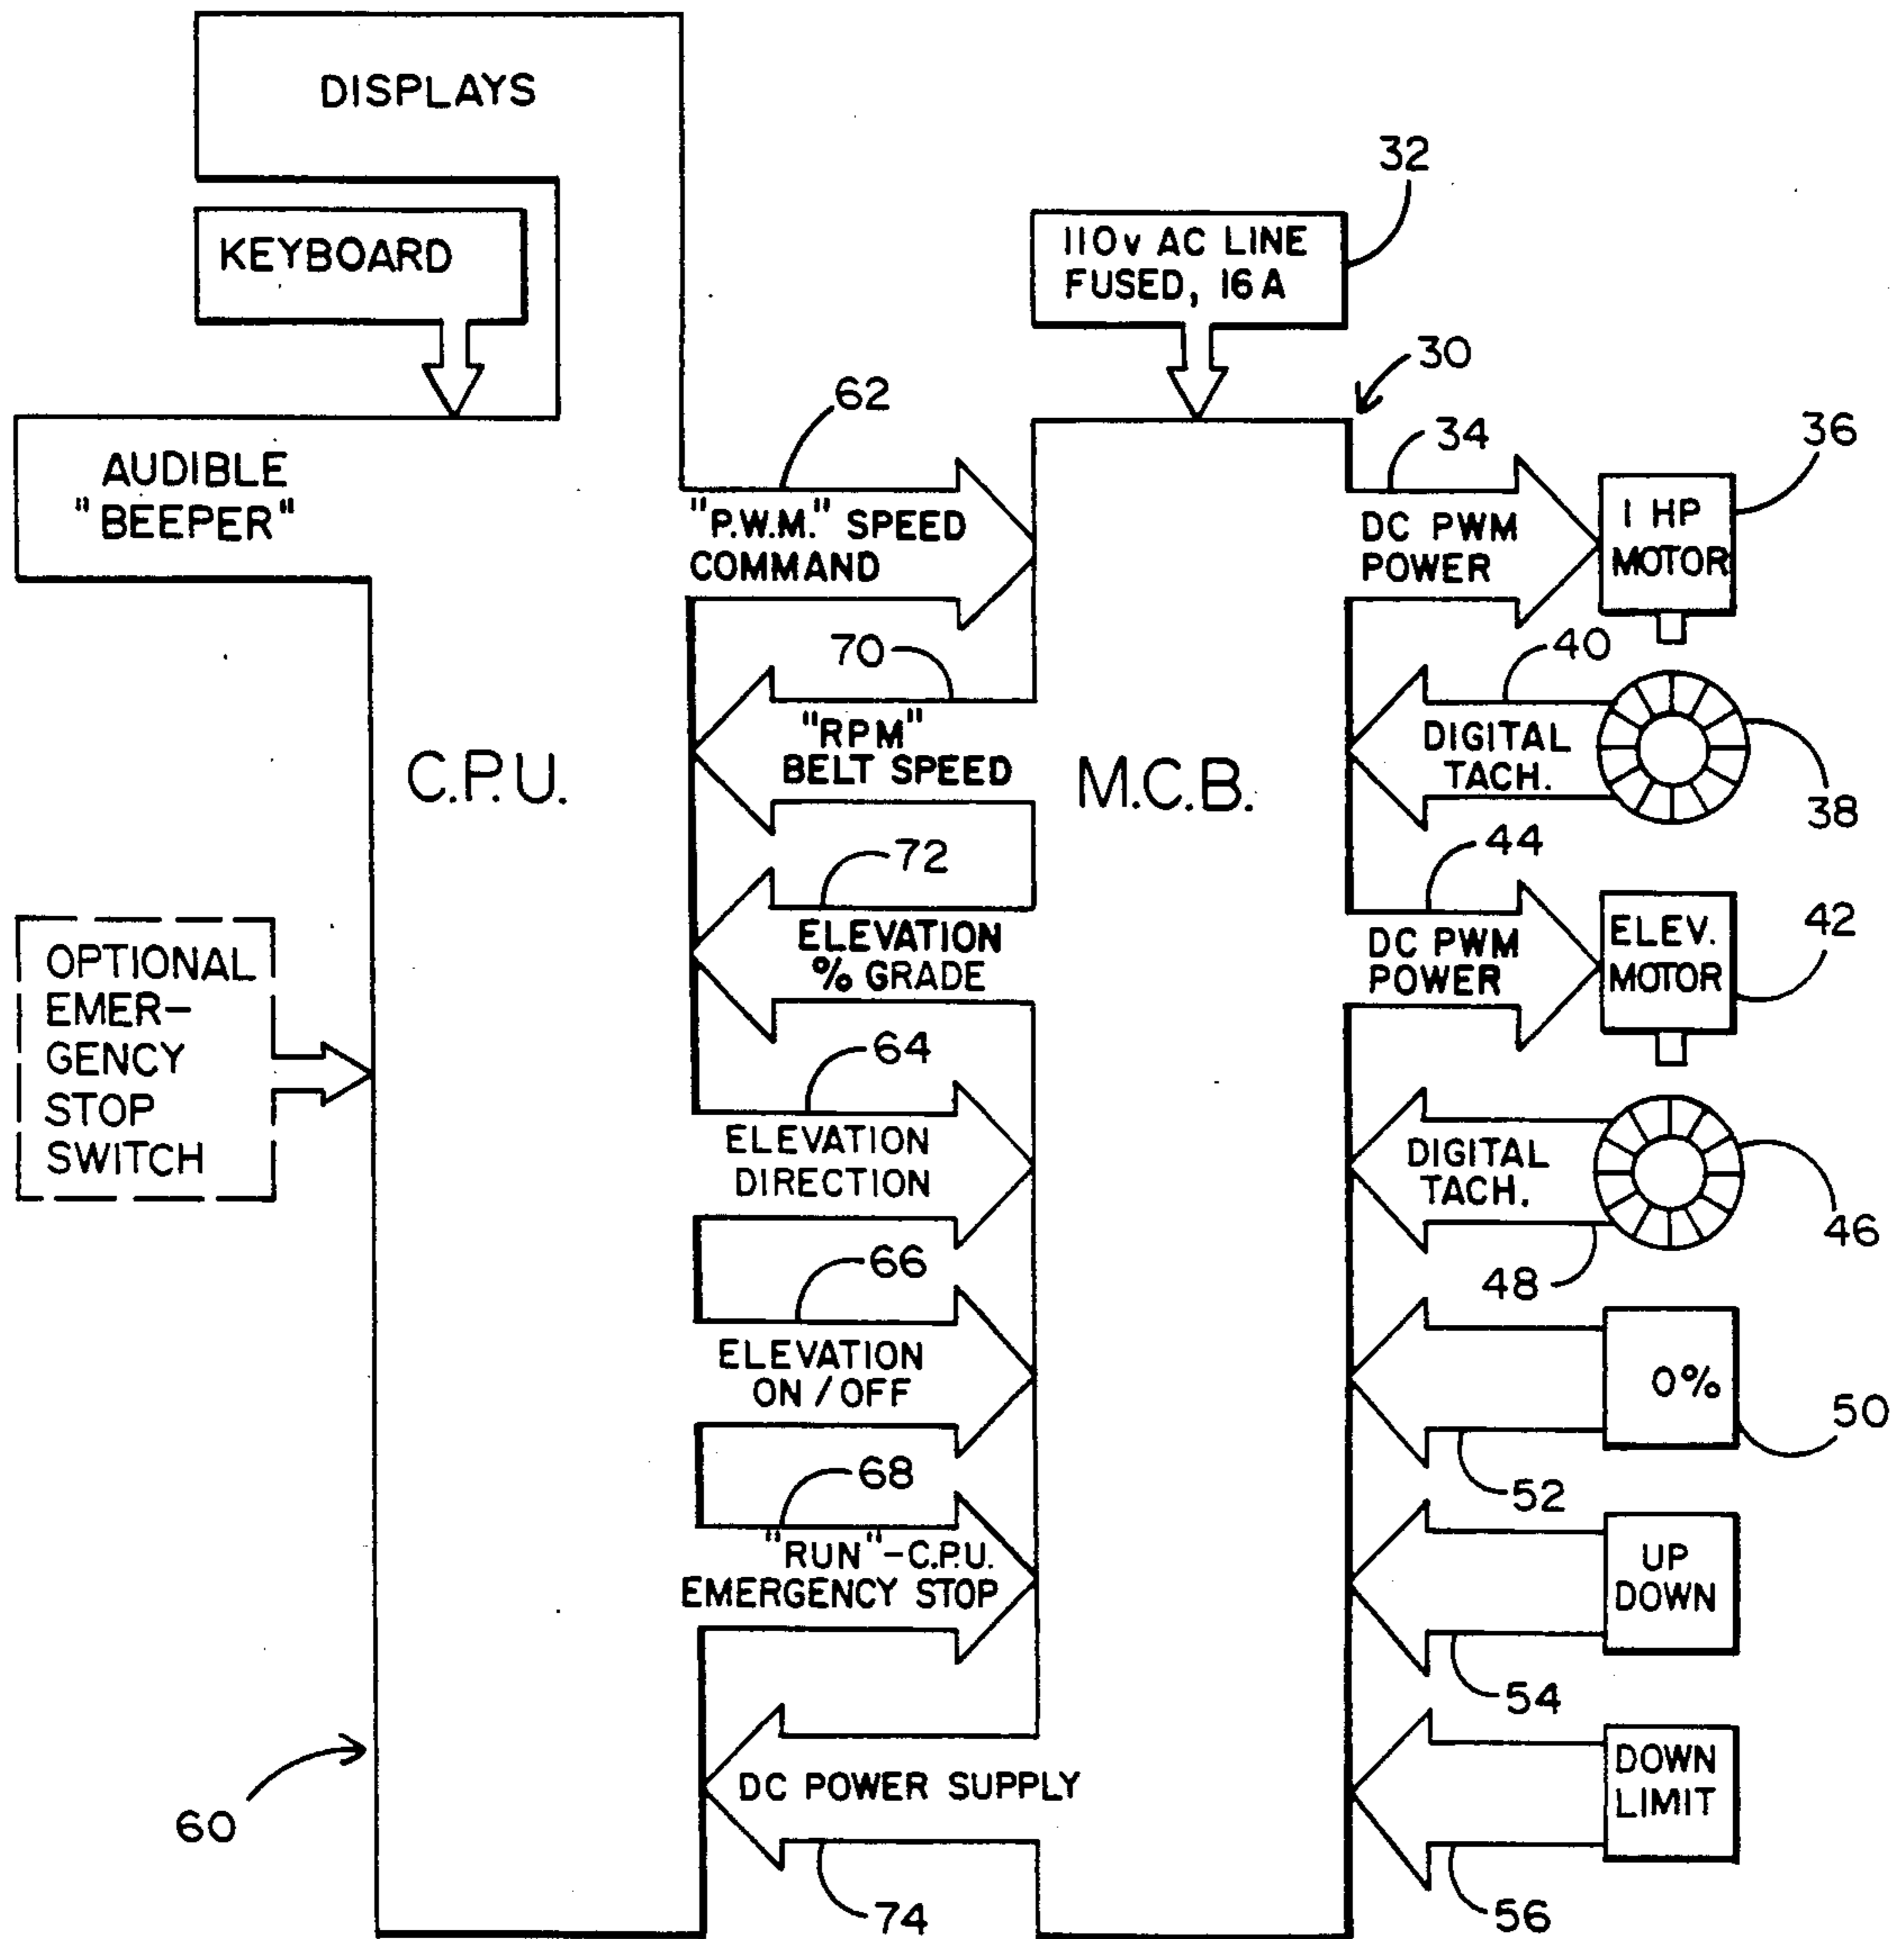 DISPLAYS
KEYBOARD
AUDIBLE
"BEEPER"
110v AC LINE
FUSED, 16A
32
30
62
"P.W.M." SPEED
COMMAND
34
DC PWM
POWER
36
1 HP
MOTOR
70
"RPM"
BELT SPEED
40
DIGITAL
TACH.
38
C.P.U.
M.C.B.
72
ELEVATION
% GRADE
44
DC PWM
POWER
ELEV.
MOTOR
42
OPTIONAL
EMER-
GENCY
STOP
SWITCH
64
ELEVATION
DIRECTION
DIGITAL
TACH.
46
48
66
ELEVATION
ON / OFF
0%
50
52
68
"RUN"-C.P.U.
EMERGENCY STOP
UP
DOWN
54
60
DC POWER SUPPLY
74
DOWN
LIMIT
56